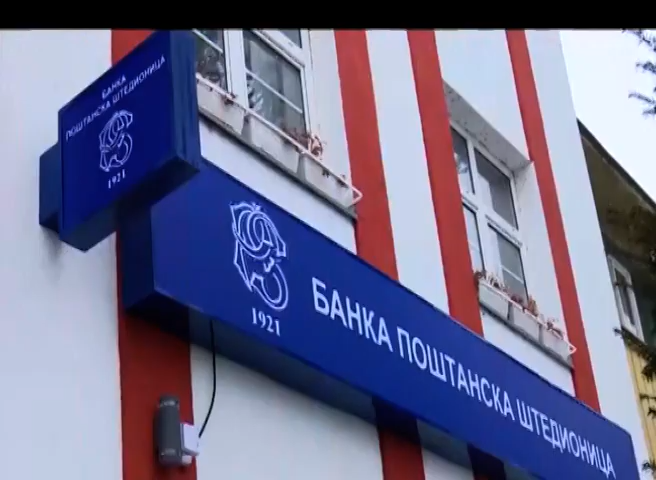 БАНКА
ПОШТАНСКА ШТЕДИОНИЦА
1921
1921
БАНКА ПОШТАНСКА ШТЕДИОНИЦА